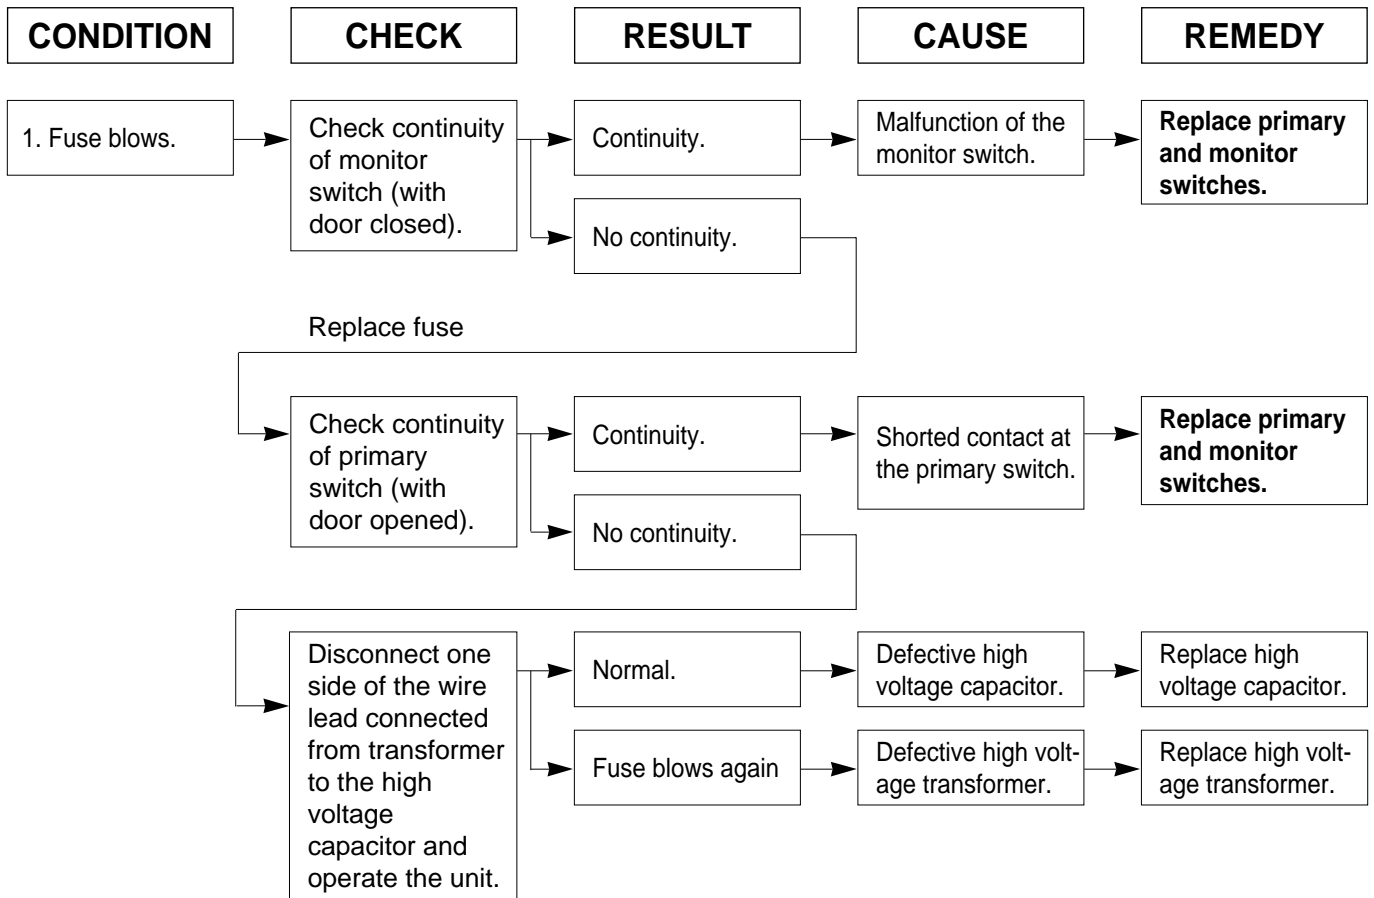 CONDITION
CHECK
RESULT
CAUSE
REMEDY
1. Fuse blows.
Check continuity
of monitor
switch (with
door closed).
Continuity.
Malfunction of the
monitor switch.
Replace primary
and monitor
switches.
No continuity.
Replace fuse
Check continuity
of primary
switch (with
door opened).
Continuity.
Shorted contact at
the primary switch.
Replace primary
and monitor
switches.
No continuity.
Disconnect one
side of the wire
lead connected
from transformer
to the high
voltage
capacitor and
operate the unit.
Normal.
Defective high
voltage capacitor.
Replace high
voltage capacitor.
Fuse blows again
Defective high volt-
age transformer.
Replace high volt-
age transformer.